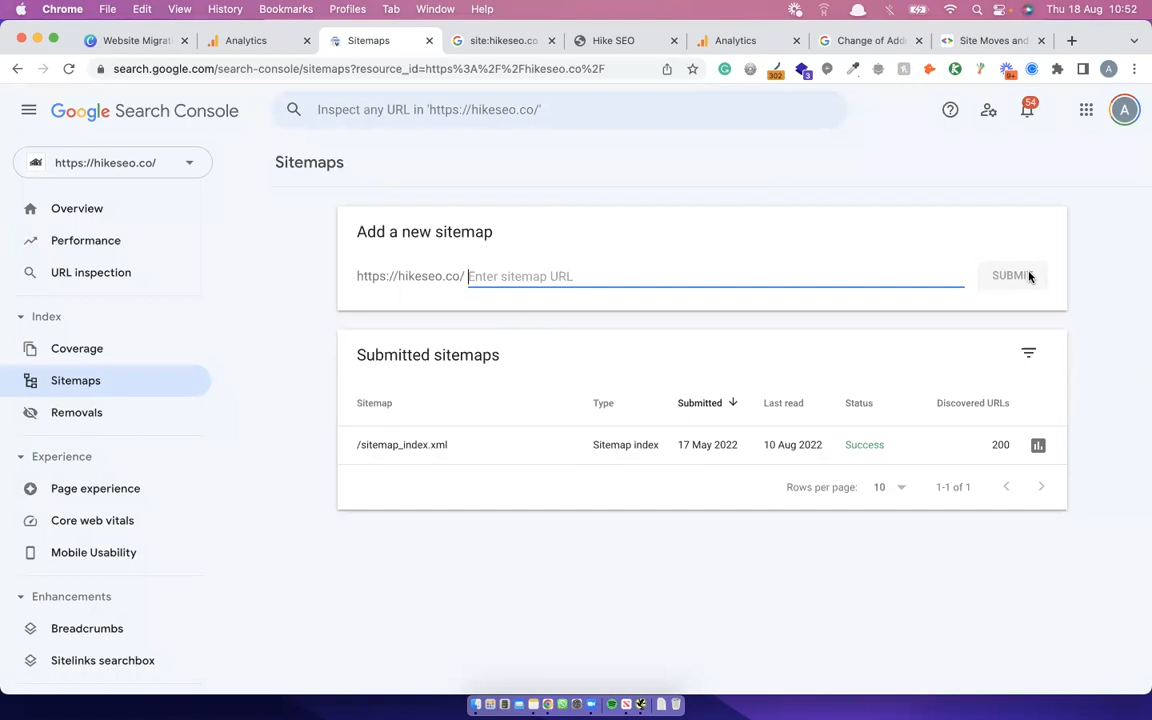 Chrome File Edit View History Bookmarks Profiles Tab Window Help Thu 18 Aug 10:52
Website Migrat Analytics Sitemaps site:hikeseo.co Hike SEO Analytics Change of Addr Site Moves and
search.google.com/search-console/sitemaps?resource_id=https%3A%2F%2Fhikeseo.co%2F 302 3 9+ A
Google Search Console Inspect any URL in 'https://hikeseo.co/' 54 A
https://hikeseo.co/
Sitemaps
Overview
Performance
URL inspection
Index
Coverage
Sitemaps
Removals
Experience
Page experience
Core web vitals
Mobile Usability
Enhancements
Breadcrumbs
Sitelinks searchbox
Add a new sitemap
https://hikeseo.co/ Enter sitemap URL SUBMIT
Submitted sitemaps
Sitemap Type Submitted Last read Status Discovered URLs
/sitemap_index.xml Sitemap index 17 May 2022 10 Aug 2022 Success 200
Rows per page: 10 1-1 of 1